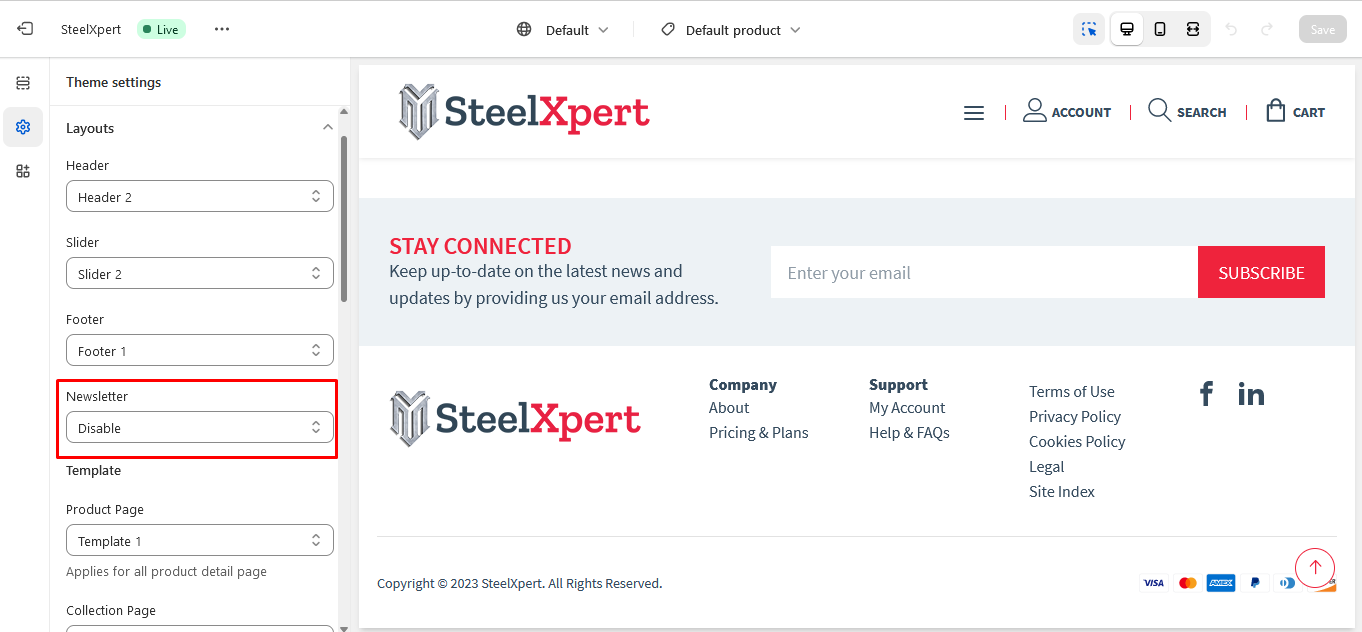 SteelXpert
Live
Default
Default product
Save
Theme settings
Layouts
Header
Header 2
Slider
Slider 2
Footer
Footer 1
Newsletter
Disable
Template
Product Page
Template 1
Applies for all product detail page
Collection Page
SteelXpert
ACCOUNT
SEARCH
CART
STAY CONNECTED
Keep up-to-date on the latest news and
updates by providing us your email address.
Enter your email
SUBSCRIBE
SteelXpert
Company
About
Pricing & Plans
Support
My Account
Help & FAQs
Terms of Use
Privacy Policy
Cookies Policy
Legal
Site Index
f
in
Copyright © 2023 SteelXpert. All Rights Reserved.
VISA
AMEX